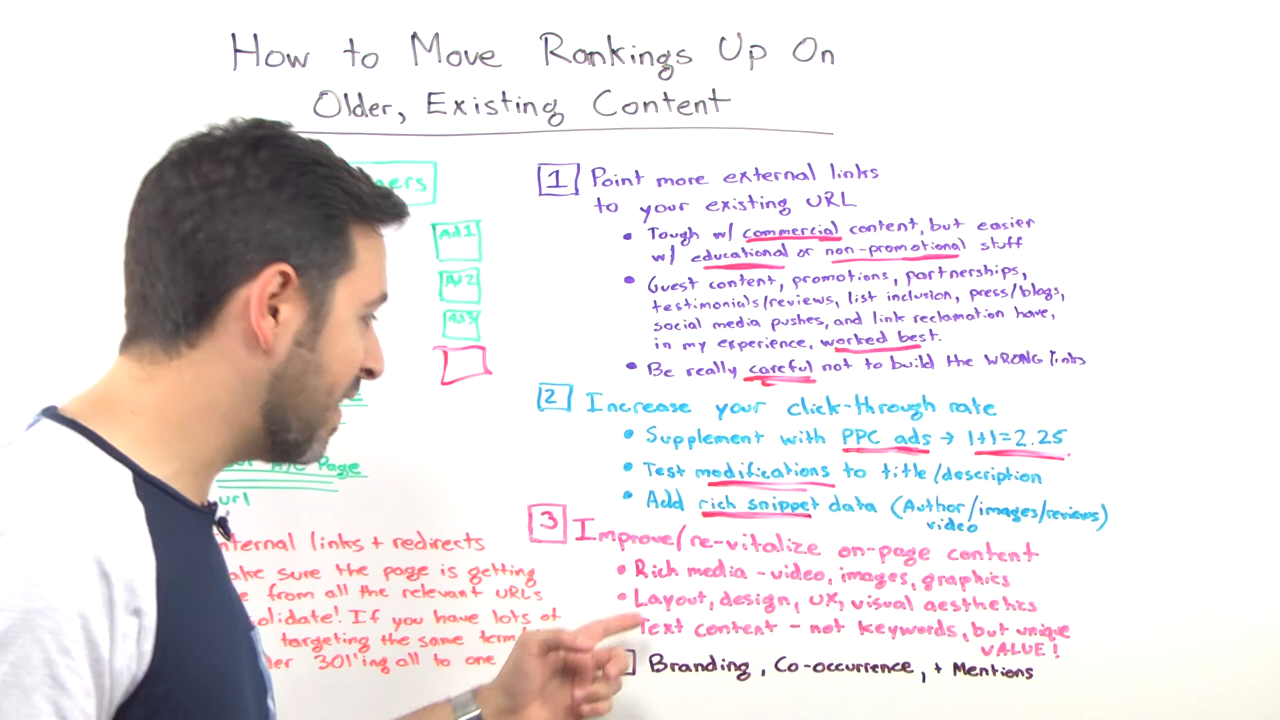 How to Move Rankings Up On
Older, Existing Content
Ad1
Ad2
Ad3
Page
url
links + redirects
sure the page is getting
from all the relevant URL's
If you have lots of
targeting the same
301'ing all to one
1 Point more external links
to your existing URL
• Tough w/ commercial content, but easier
w/ educational or non-promotional stuff
• Guest content, promotions, partnerships,
testimonials/reviews, list inclusion, press/blogs,
social media pushes, and link reclamation have,
in my experience, worked best.
• Be really careful not to build the WRONG links
2 Increase your click-through rate
• Supplement with PPC ads → 1+1=2.25
• Test modifications to title/description
• Add rich snippet data (Author/images/reviews)
video
3 Improve/re-vitalize on-page content
• Rich media - video, images, graphics
• Layout, design, UX, visual aesthetics
Text content - not keywords, but unique
VALUE!
Branding, Co-occurrence, + Mentions